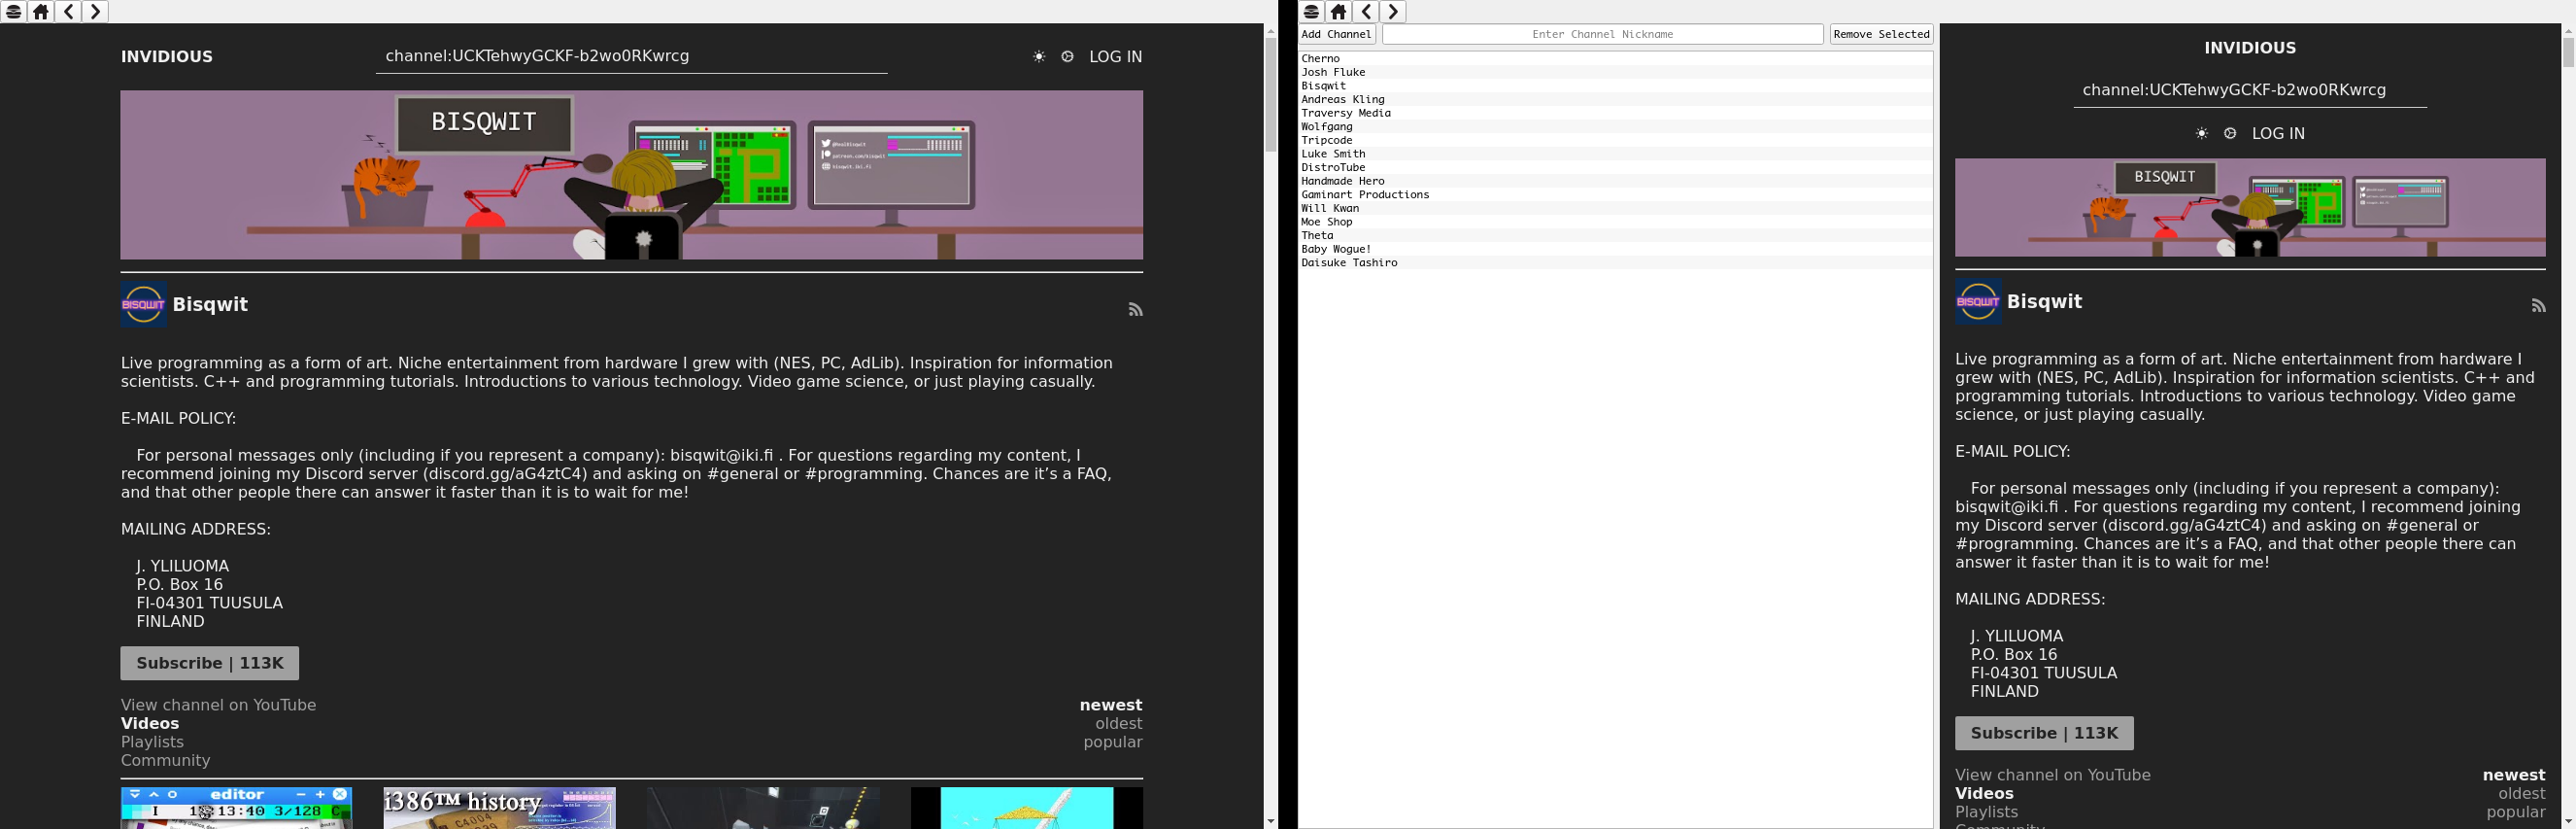 INVIDIOUS
channel:UCKTehwyGCKF-b2wo0RKwrcg
LOG IN
BISQWIT
@RealBisqwit
patreon.com/bisqwit
bisqwit.iki.fi
BISQWIT
Bisqwit
Live programming as a form of art. Niche entertainment from hardware I grew with (NES, PC, AdLib). Inspiration for information
scientists. C++ and programming tutorials. Introductions to various technology. Video game science, or just playing casually.
E-MAIL POLICY:
For personal messages only (including if you represent a company): bisqwit@iki.fi . For questions regarding my content, I
recommend joining my Discord server (discord.gg/aG4ztC4) and asking on #general or #programming. Chances are it’s a FAQ,
and that other people there can answer it faster than it is to wait for me!
MAILING ADDRESS:
J. YLILUOMA
P.O. Box 16
FI-04301 TUUSULA
FINLAND
Subscribe | 113K
View channel on YouTube
Videos
Playlists
Community
newest
oldest
popular
editor
3/128 C
i386™ history
C4004
Add Channel
Enter Channel Nickname
Remove Selected
Cherno
Josh Fluke
Bisqwit
Andreas Kling
Traversy Media
Wolfgang
Tripcode
Luke Smith
DistroTube
Handmade Hero
Gaminart Productions
Will Kwan
Moe Shop
Theta
Baby Wogue!
Daisuke Tashiro
INVIDIOUS
channel:UCKTehwyGCKF-b2wo0RKwrcg
LOG IN
BISQWIT
BISQWIT
Bisqwit
Live programming as a form of art. Niche entertainment from hardware I
grew with (NES, PC, AdLib). Inspiration for information scientists. C++ and
programming tutorials. Introductions to various technology. Video game
science, or just playing casually.
E-MAIL POLICY:
For personal messages only (including if you represent a company):
bisqwit@iki.fi . For questions regarding my content, I recommend joining
my Discord server (discord.gg/aG4ztC4) and asking on #general or
#programming. Chances are it’s a FAQ, and that other people there can
answer it faster than it is to wait for me!
MAILING ADDRESS:
J. YLILUOMA
P.O. Box 16
FI-04301 TUUSULA
FINLAND
Subscribe | 113K
View channel on YouTube
Videos
Playlists
Community
newest
oldest
popular